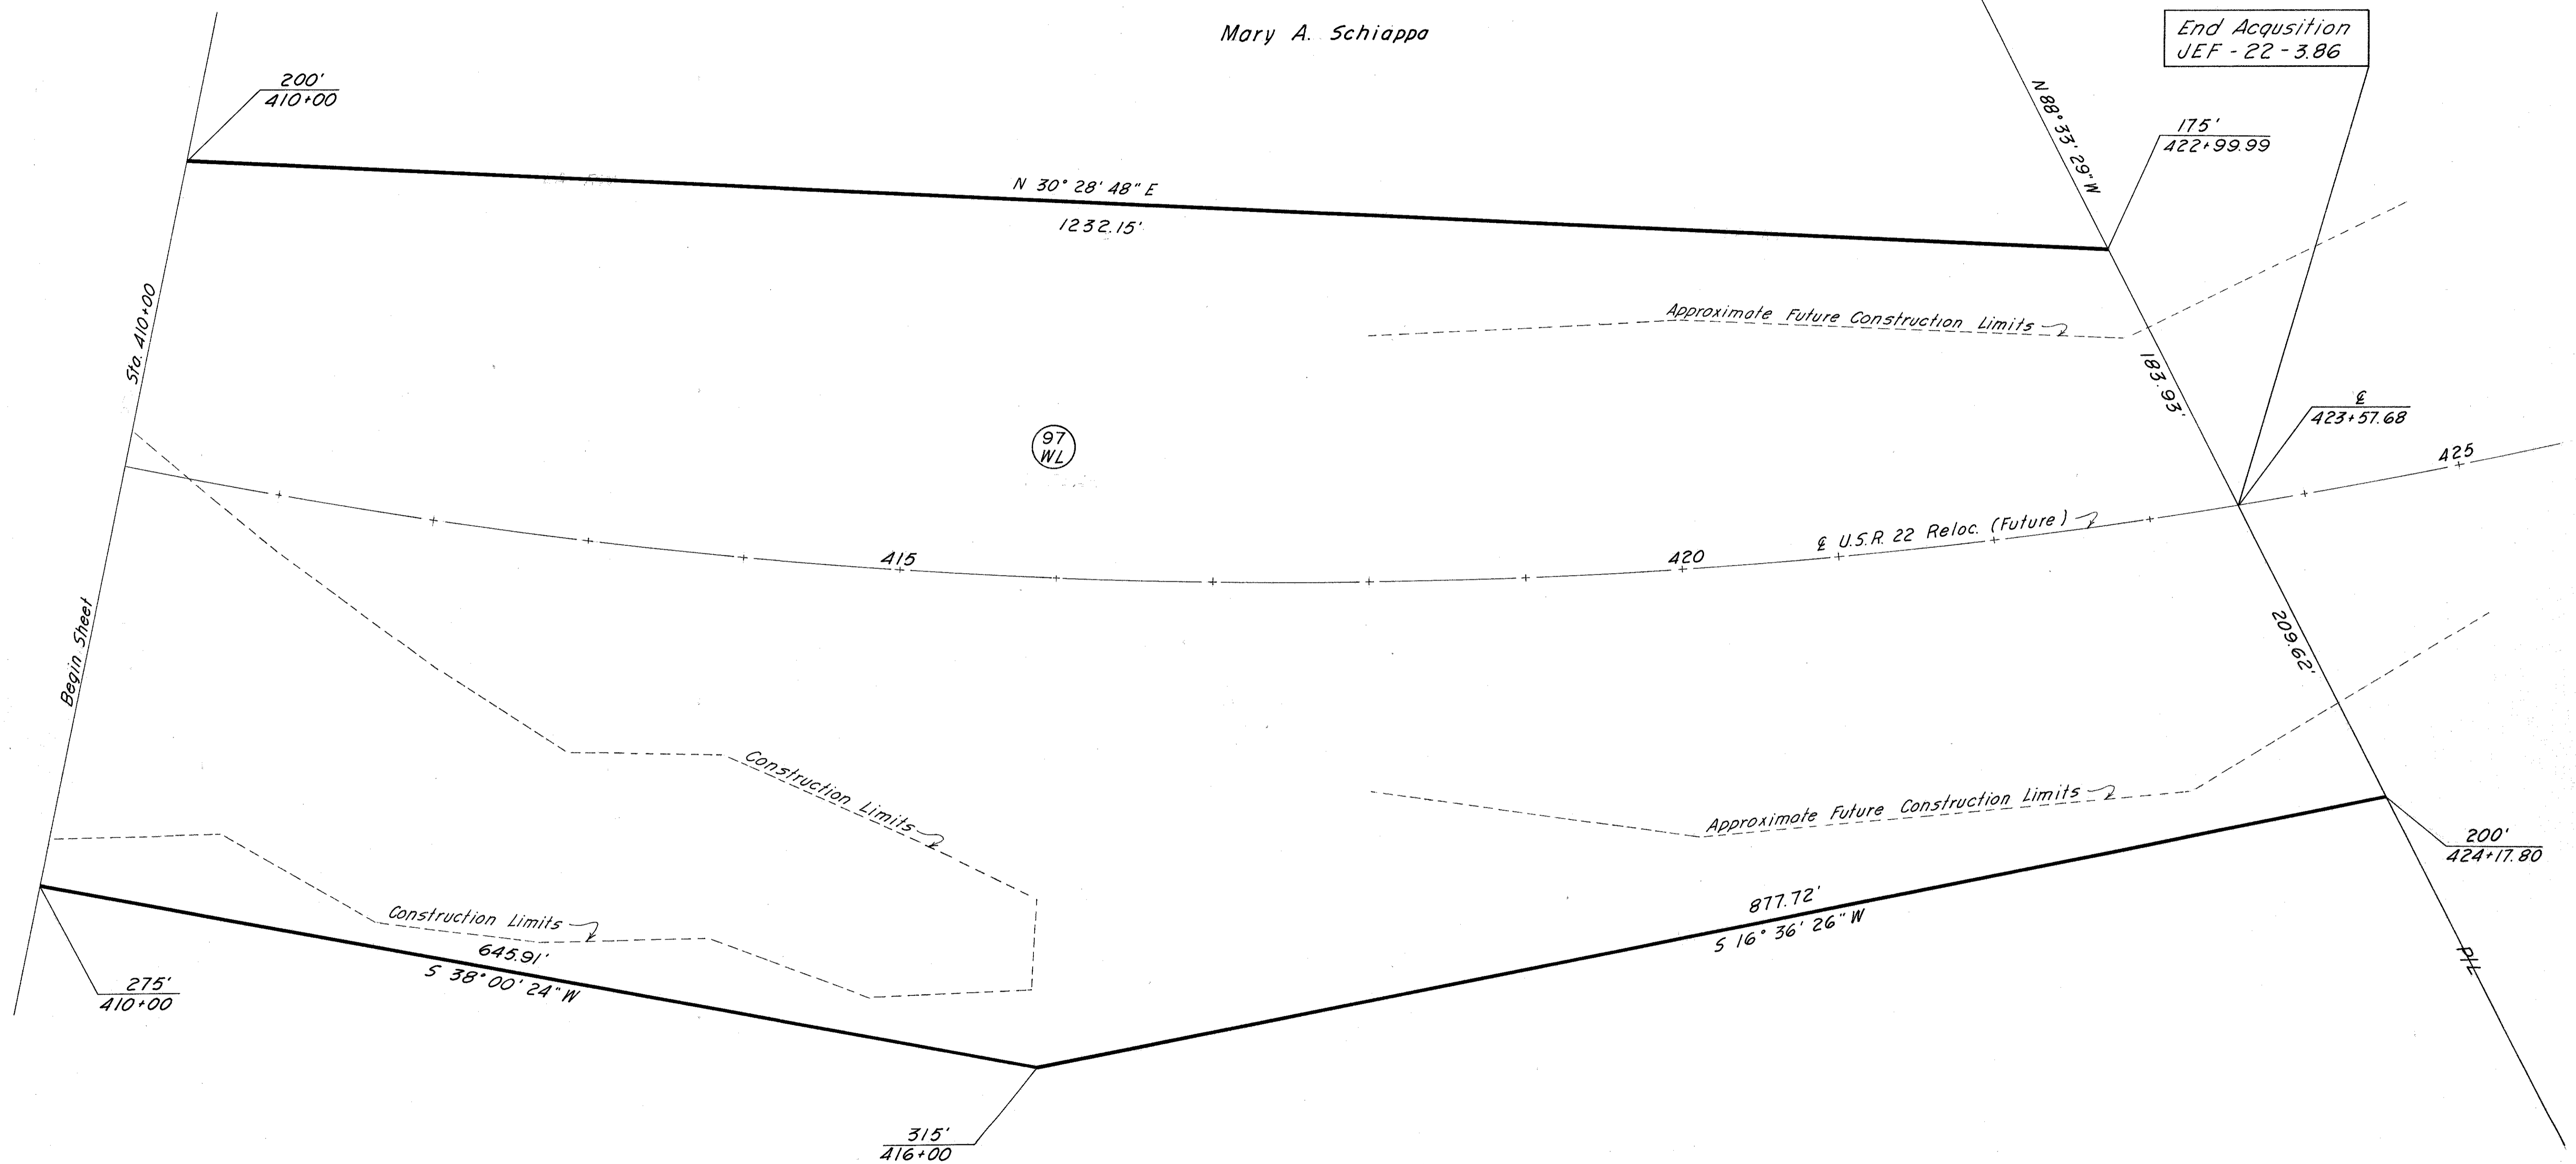 Mary A. Schiappa
End Acqusition
JEF - 22 - 3.86
200'
410+00
N 88° 33' 29" W
175'
422+99.99
N 30° 28' 48" E
1232.15'
Sta. 410+00
Approximate Future Construction Limits
183.93'
℄
423+57.68
97
WL
425
℄ U.S.R. 22 Reloc. (Future)
415
420
Begin Sheet
209.62'
Construction Limits
Approximate Future Construction Limits
200'
424+17.80
877.72'
S 16° 36' 26" W
Construction Limits
645.91'
S 38° 00' 24" W
P/L
275'
410+00
315'
416+00